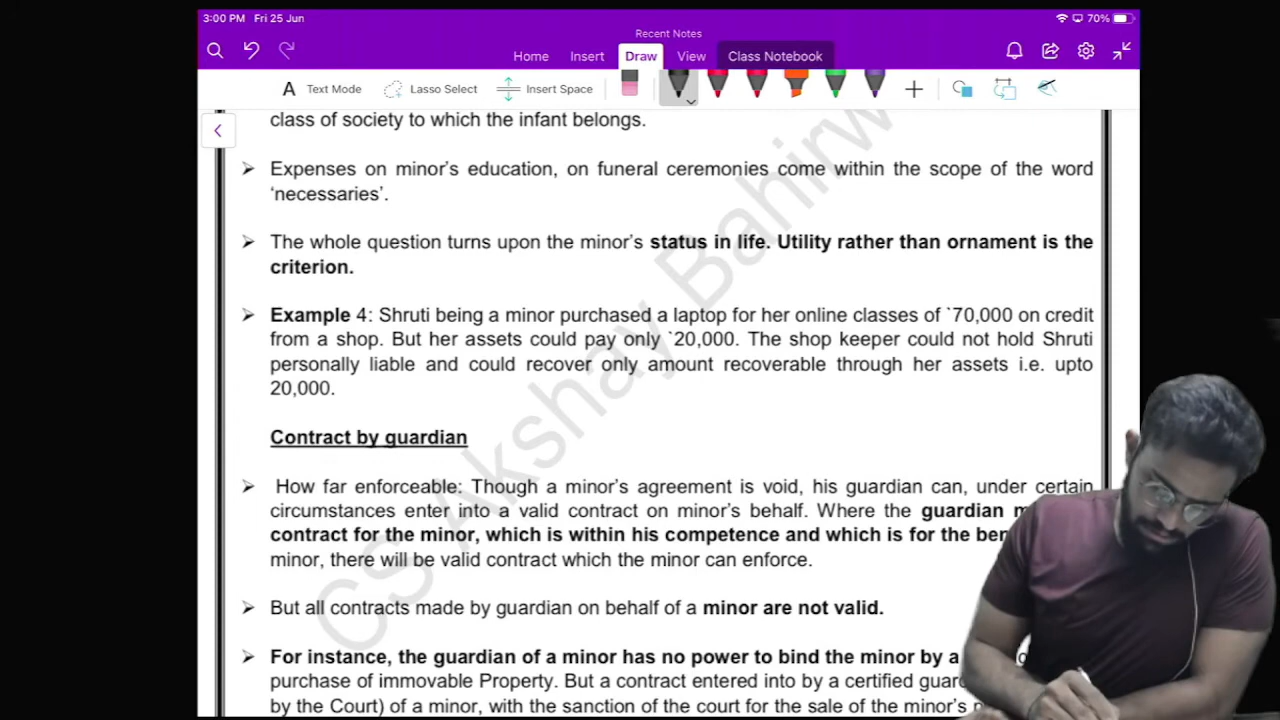 3:00 PM Fri 25 Jun
70%
Recent Notes
Home Insert Draw View Class Notebook
Text Mode Lasso Select Insert Space
class of society to which the infant belongs.
Expenses on minor's education, on funeral ceremonies come within the scope of the word
'necessaries'.
The whole question turns upon the minor's status in life. Utility rather than ornament is the
criterion.
Example 4: Shruti being a minor purchased a laptop for her online classes of `70,000 on credit
from a shop. But her assets could pay only `20,000. The shop keeper could not hold Shruti
personally liable and could recover only amount recoverable through her assets i.e. upto
20,000.
Contract by guardian
How far enforceable: Though a minor's agreement is void, his guardian can, under certain
circumstances enter into a valid contract on minor's behalf. Where the guardian
contract for the minor, which is within his competence and which is for the
minor, there will be valid contract which the minor can enforce.
But all contracts made by guardian on behalf of a minor are not valid.
For instance, the guardian of a minor has no power to bind the minor by a
purchase of immovable Property. But a contract entered into by a certified
by the Court) of a minor, with the sanction of the court for the sale of the minor's
CS Akshay